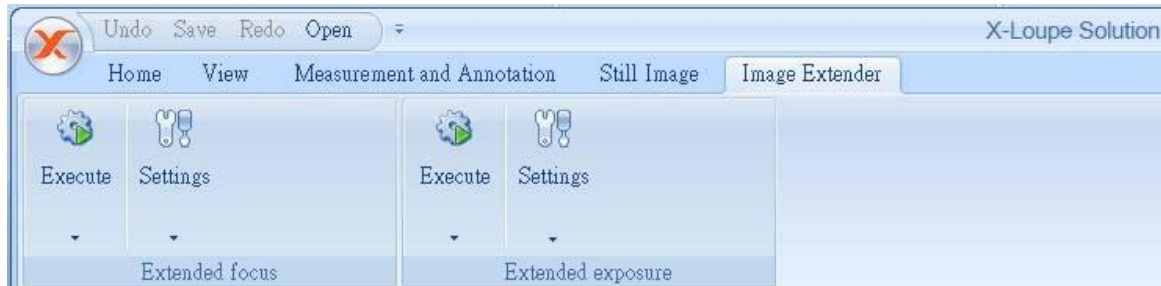 Undo Save Redo Open
X-Loupe Solution
Home View Measurement and Annotation Still Image Image Extender
Execute Settings Execute Settings
Extended focus Extended exposure